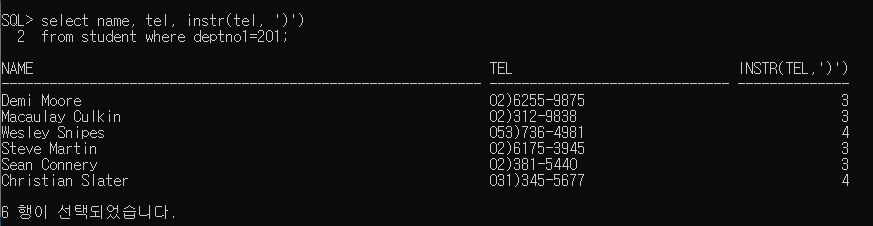 SQL> select name, tel, instr(tel, ')')
2 from student where deptno1=201;
NAME TEL INSTR(TEL,')')
-------------------------------------------------------------- ------------------------------ --------------
Demi Moore 02)6255-9875 3
Macaulay Culkin 02)312-9838 3
Wesley Snipes 053)736-4981 4
Steve Martin 02)6175-3945 3
Sean Connery 02)381-5440 3
Christian Slater 031)345-5677 4
6 행이 선택되었습니다.